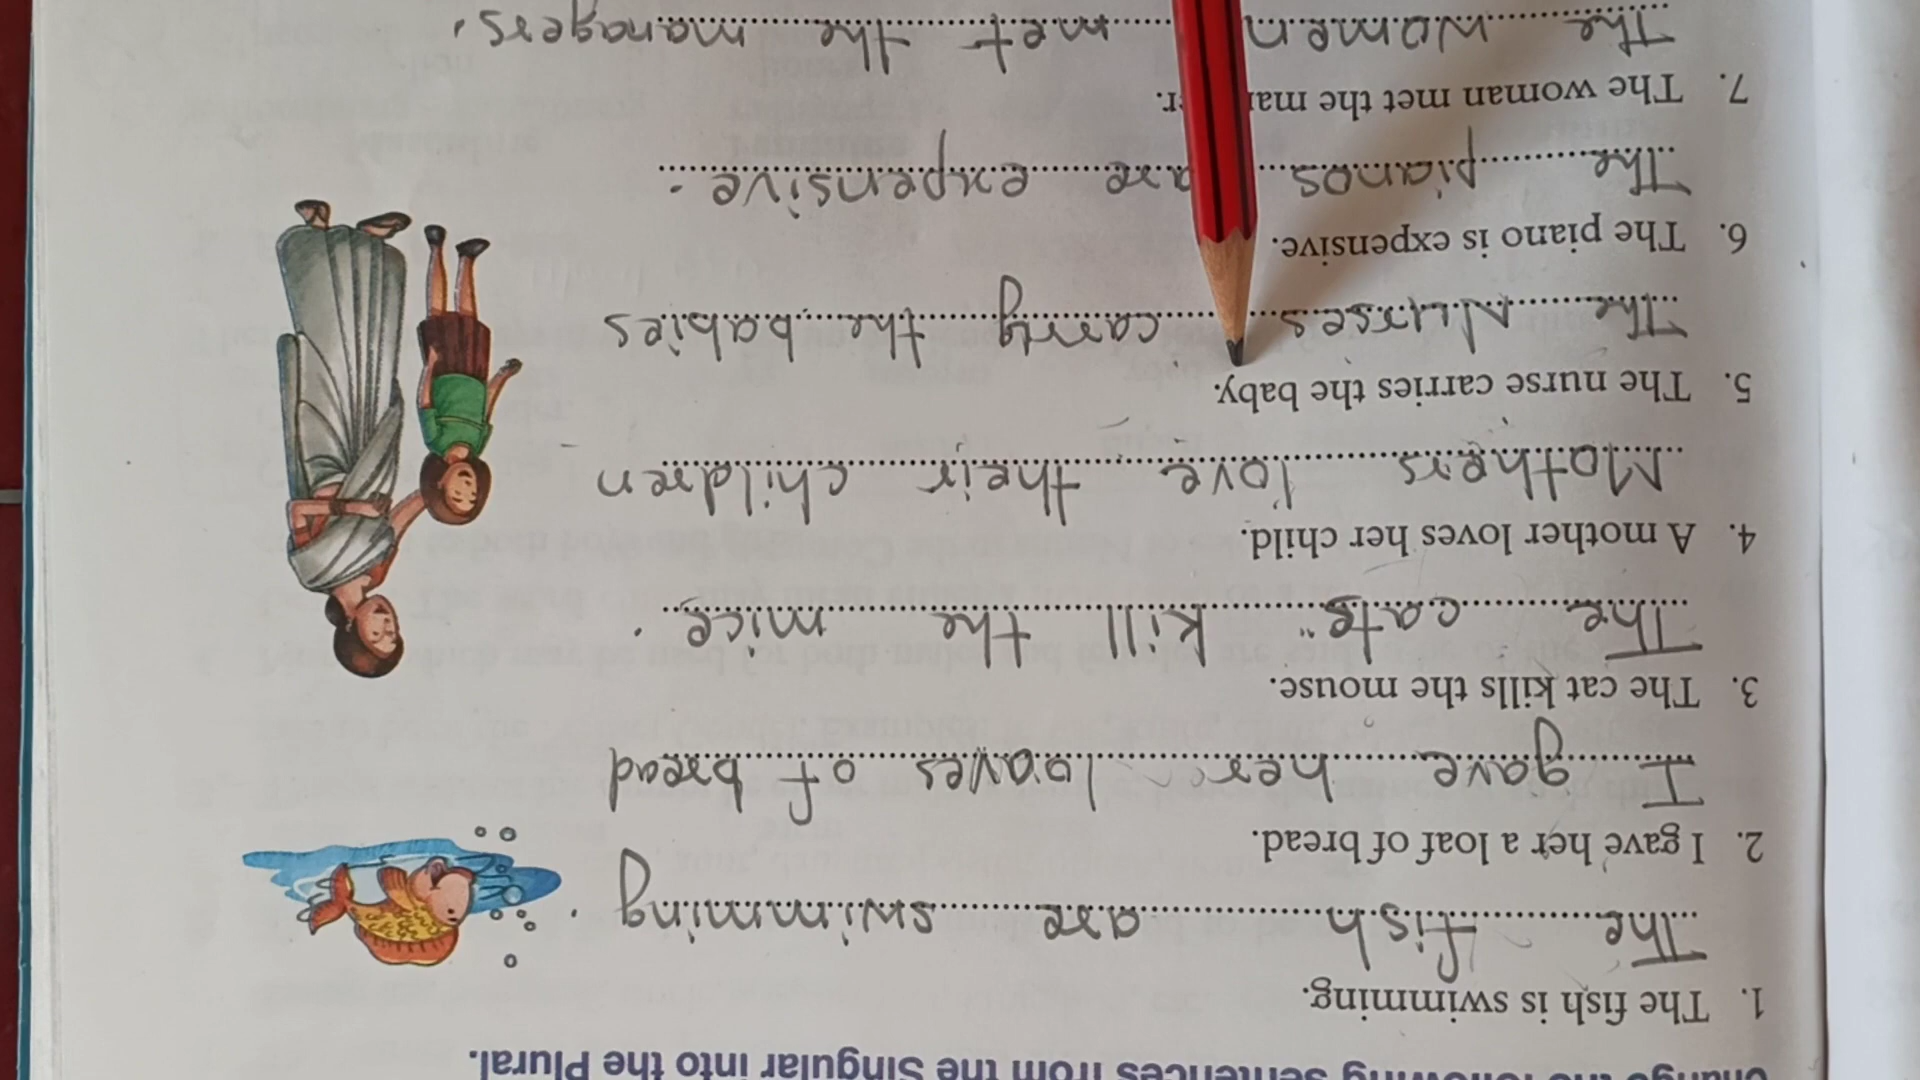 following Sentences from the Singular into the Plural.
1. The fish is swimming.
The fish are swimming.
2. I gave her a loaf of bread.
I gave her loaves of bread
3. The cat kills the mouse.
The cats kill the mice.
4. A mother loves her child.
Mothers love their children
5. The nurse carries the baby.
The Nurses carry the babies
6. The piano is expensive.
The pianos are expensive.
7. The woman met the
The women met the managers.